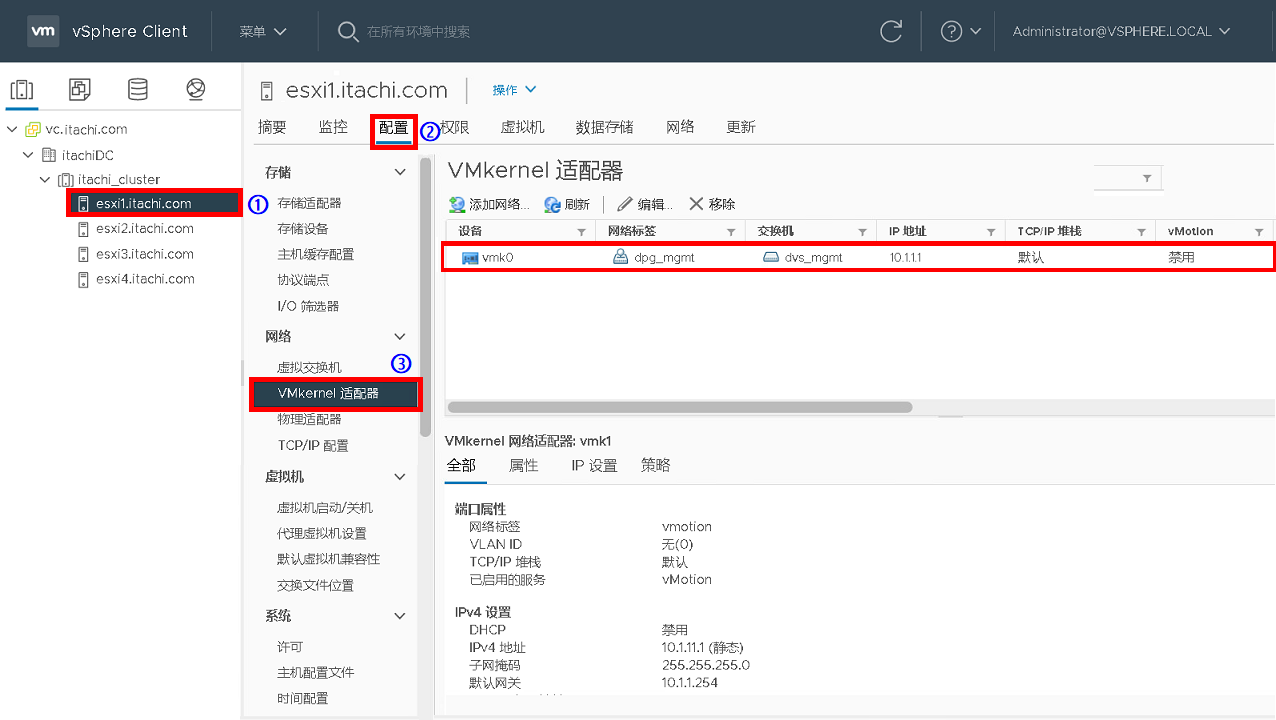 vm vSphere Client 菜单 在所有环境中搜索 Administrator@VSPHERE.LOCAL
esxi1.itachi.com 操作
摘要 监控 配置 ② 权限 虚拟机 数据存储 网络 更新
vc.itachi.com
itachiDC
itachi_cluster
esxi1.itachi.com ①
esxi2.itachi.com
esxi3.itachi.com
esxi4.itachi.com
存储
存储适配器
存储设备
主机缓存配置
协议端点
I/O 筛选器
网络
虚拟交换机 ③
VMkernel 适配器
物理适配器
TCP/IP 配置
虚拟机
虚拟机启动/关机
代理虚拟机设置
默认虚拟机兼容性
交换文件位置
系统
许可
主机配置文件
时间配置
VMkernel 适配器
添加网络... 刷新 编辑... 移除
设备 网络标签 交换机 IP 地址 TCP/IP 堆栈 vMotion
vmk0 dpg_mgmt dvs_mgmt 10.1.1.1 默认 禁用
VMkernel 网络适配器: vmk1
全部 属性 IP 设置 策略
端口属性
网络标签 vmotion
VLAN ID 无(0)
TCP/IP 堆栈 默认
已启用的服务 vMotion
IPv4 设置
DHCP 禁用
IPv4 地址 10.1.11.1 (静态)
子网掩码 255.255.255.0
默认网关 10.1.1.254